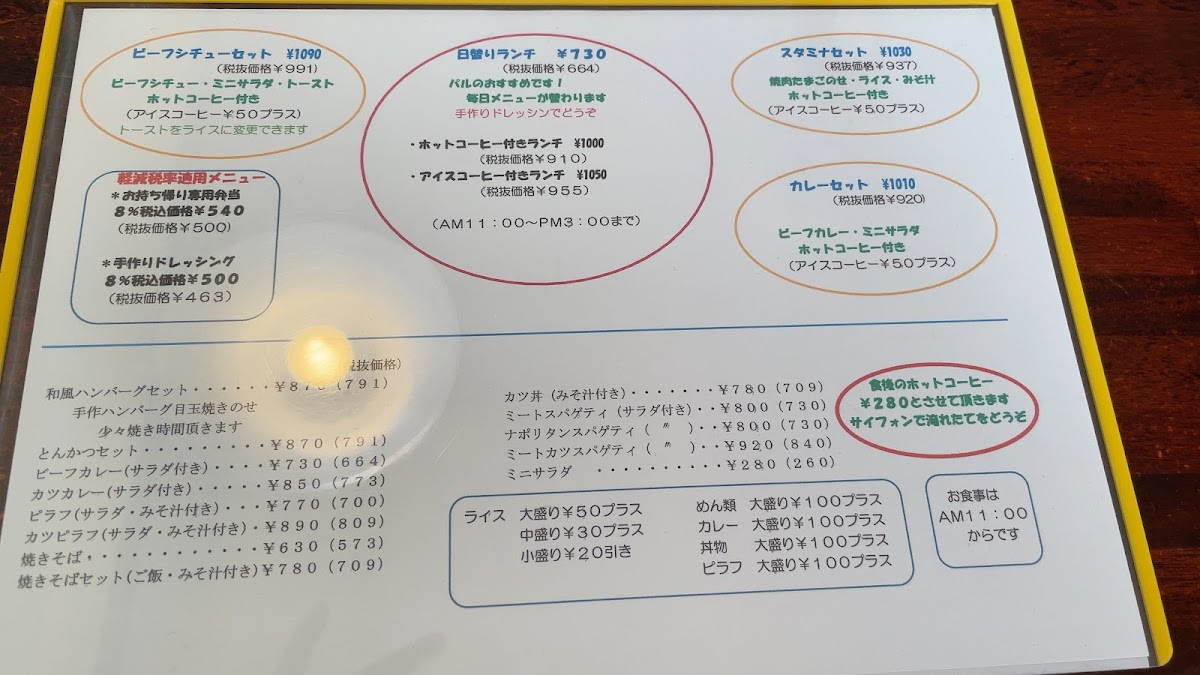 ビーフシチューセット ¥1090
(税抜価格￥991)
ビーフシチュー・ミニサラダ・トースト
ホットコーヒー付き
(アイスコーヒー￥５０プラス)
トーストをライスに変更できます
軽減税率適用メニュー
＊お持ち帰り専用弁当
８％税込価格￥５４０
(税抜価格￥500)
＊手作りドレッシング
８％税込価格￥５００
(税抜価格￥４６３)
日替りランチ ￥７３０
(税抜価格￥664)
パルのおすすめです！
毎日メニューが替わります
手作りドレッシンでどうぞ
・ホットコーヒー付きランチ ¥1000
(税抜価格￥９１０)
・アイスコーヒー付きランチ ¥1050
(税抜価格￥９５５)
(ＡＭ１１：００～ＰＭ３：００まで)
スタミナセット ¥1030
(税抜価格￥937)
焼肉たまごのせ・ライス・みそ汁
ホットコーヒー付き
(アイスコーヒー￥５０プラス)
カレーセット ¥1010
(税抜価格￥920)
ビーフカレー・ミニサラダ
ホットコーヒー付き
(アイスコーヒー￥５０プラス)
税抜価格)
和風ハンバーグセット・・・・・・・￥８７０(７９１)
手作ハンバーグ目玉焼きのせ
少々焼き時間頂きます
とんかつセット・・・・・・・・・・￥８７０(７９１)
ビーフカレー(サラダ付き)・・・・￥７３０(６６４)
カツカレー(サラダ付き)・・・・・￥８５０(７７３)
ピラフ(サラダ・みそ汁付き)・・・￥７７０(７００)
カツピラフ(サラダ・みそ汁付き)・￥８９０(８０９)
焼きそば・・・・・・・・・・・・・￥６３０(５７３)
焼きそばセット(ご飯・みそ汁付き)￥７８０(７０９)
カツ丼(みそ汁付き)・・・・・・・￥７８０(７０９)
ミートスパゲティ(サラダ付き)・・￥８００(７３０)
ナポリタンスパゲティ(　〃　)・・￥８００(７３０)
ミートカツスパゲティ(　〃　)・・￥９２０(８４０)
ミニサラダ　・・・・・・・・・・・￥２８０(２６０)
食後のホットコーヒー
￥２８０とさせて頂きます
サイフォンで淹れたてをどうぞ
ライス　大盛り￥５０プラス
中盛り￥３０プラス
小盛り￥２０引き
めん類　大盛り￥１００プラス
カレー　大盛り￥１００プラス
丼物　大盛り￥１００プラス
ピラフ　大盛り￥１００プラス
お食事は
ＡＭ１１：００
からです